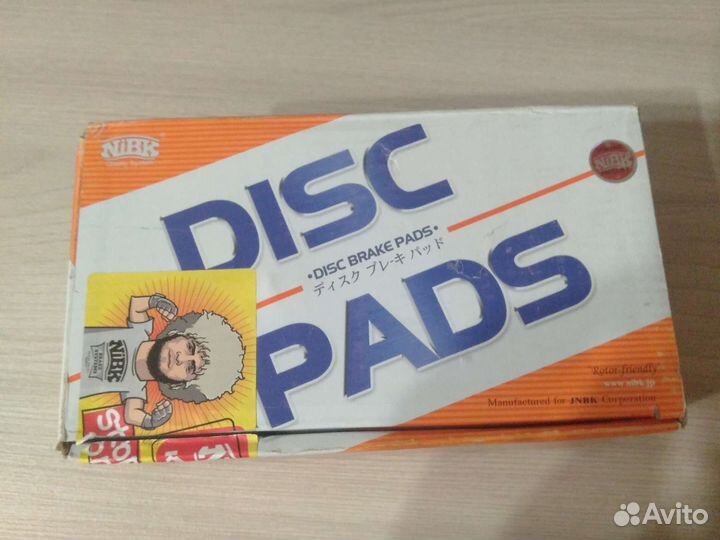 NiBK
DISC
NiBK
•DISC BRAKE PADS•
ディスク ブレーキ パッド
PADS
NiBK
"Rotor-friendly"
www.nibk.jp
Manufactured for JNBK Corporation
Avito